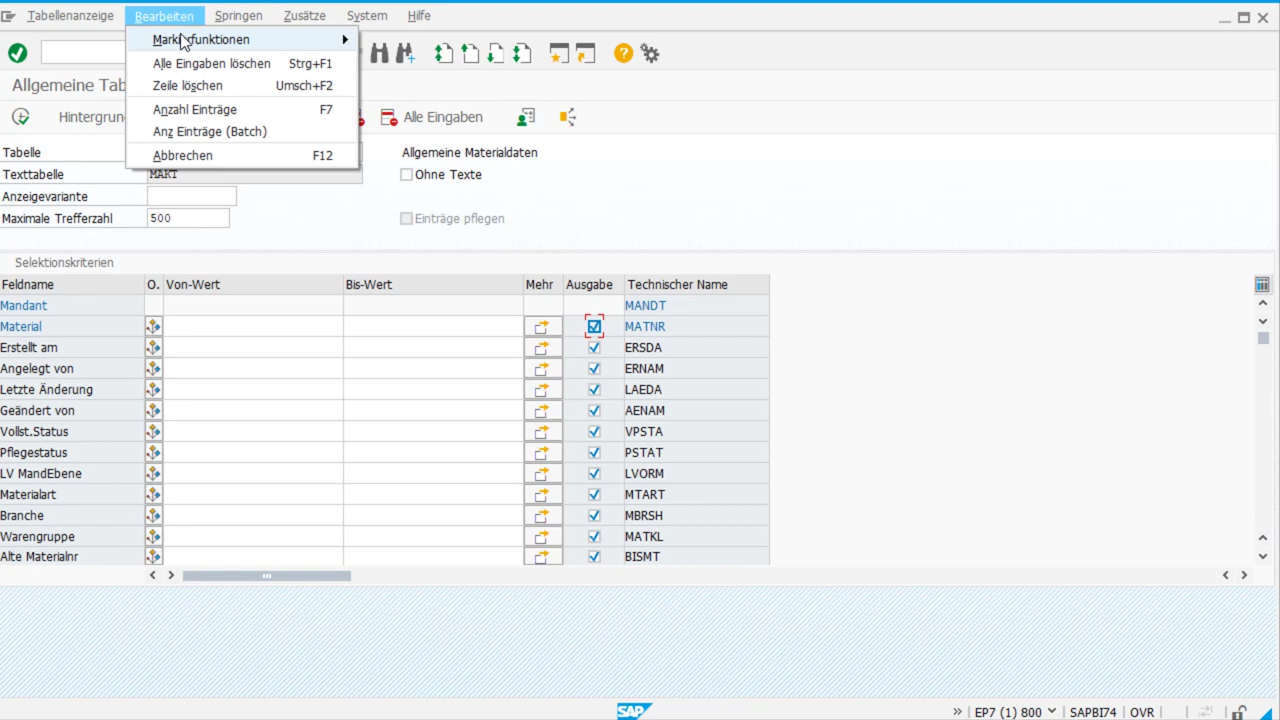 Tabellenanzeige Bearbeiten Springen Zusätze System Hilfe
Alle Eingaben löschen Strg+F1
Zeile löschen Umsch+F2
Anzahl Einträge F7
Anz Einträge (Batch)
Abbrechen F12
Allgemeine Tab
Hintergrun
Alle Eingaben
Tabelle
Allgemeine Materialdaten
Texttabelle MAKT
Ohne Texte
Anzeigevariante
Maximale Trefferzahl 500
Einträge pflegen
Selektionskriterien
Feldname O. Von-Wert Bis-Wert Mehr Ausgabe Technischer Name
Mandant MANDT
Material MATNR
Erstellt am ERSDA
Angelegt von ERNAM
Letzte Änderung LAEDA
Geändert von AENAM
Vollst.Status VPSTA
Pflegestatus PSTAT
LV MandEbene LVORM
Materialart MTART
Branche MBRSH
Warengruppe MATKL
Alte Materialnr BISMT
SAP
EP7 (1) 800 SAPBI74 OVR